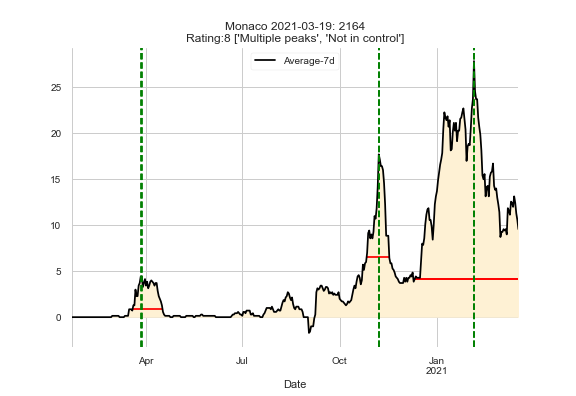 Monaco 2021-03-19: 2164
Rating:8 ['Multiple peaks', 'Not in control']
Average-7d
25
20
15
10
5
0
Apr
Jul
Oct
Jan
2021
Date